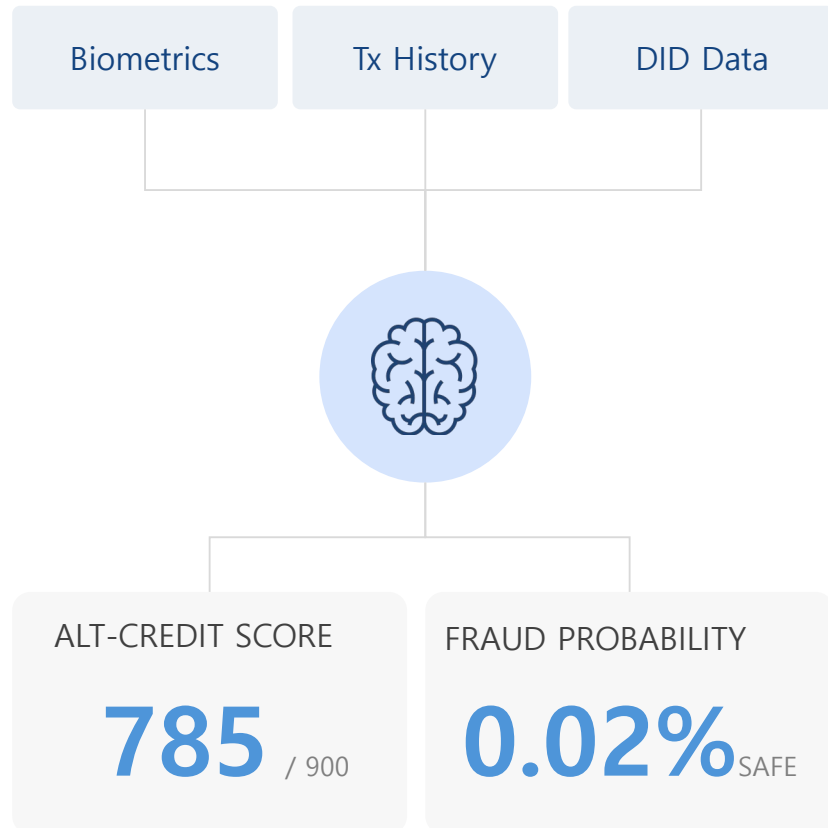 Biometrics
Tx History
DID Data
ALT-CREDIT SCORE
785 / 900
FRAUD PROBABILITY
0.02% SAFE